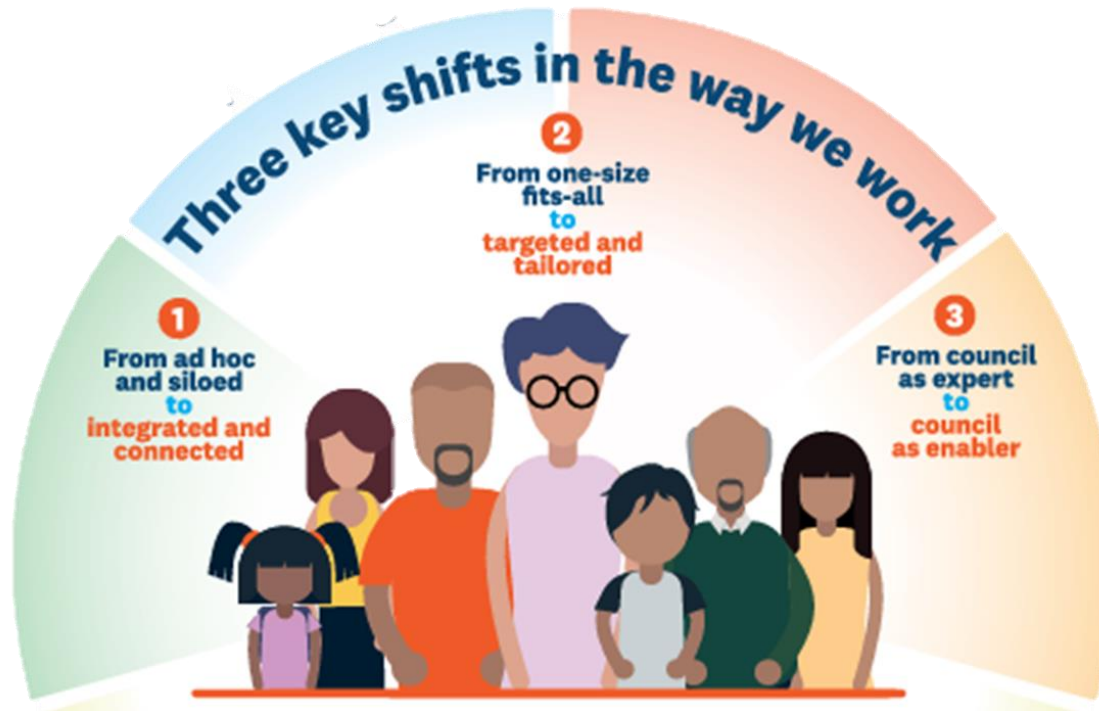 Three key shifts in the way we work
1
From ad hoc
and siloed
to
integrated and
connected
2
From one-size
fits-all
to
targeted and
tailored
3
From council
as expert
to
council
as enabler